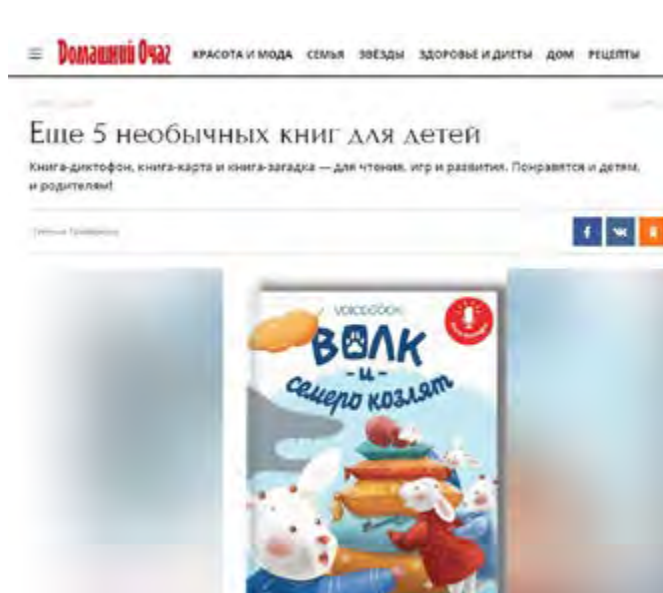 Домашний Очаг КРАСОТА И МОДА СЕМЬЯ ЗВЁЗДЫ ЗДОРОВЬЕ И ДИЕТЫ ДОМ РЕЦЕПТЫ
Еще 5 необычных книг для детей
Книга-диктофон, книга-карта и книга-загадка — для чтения, игр и развития. Понравятся и детям,
и родителям!
VOICEBOOK
ВОЛК
-и-
семеро козлят